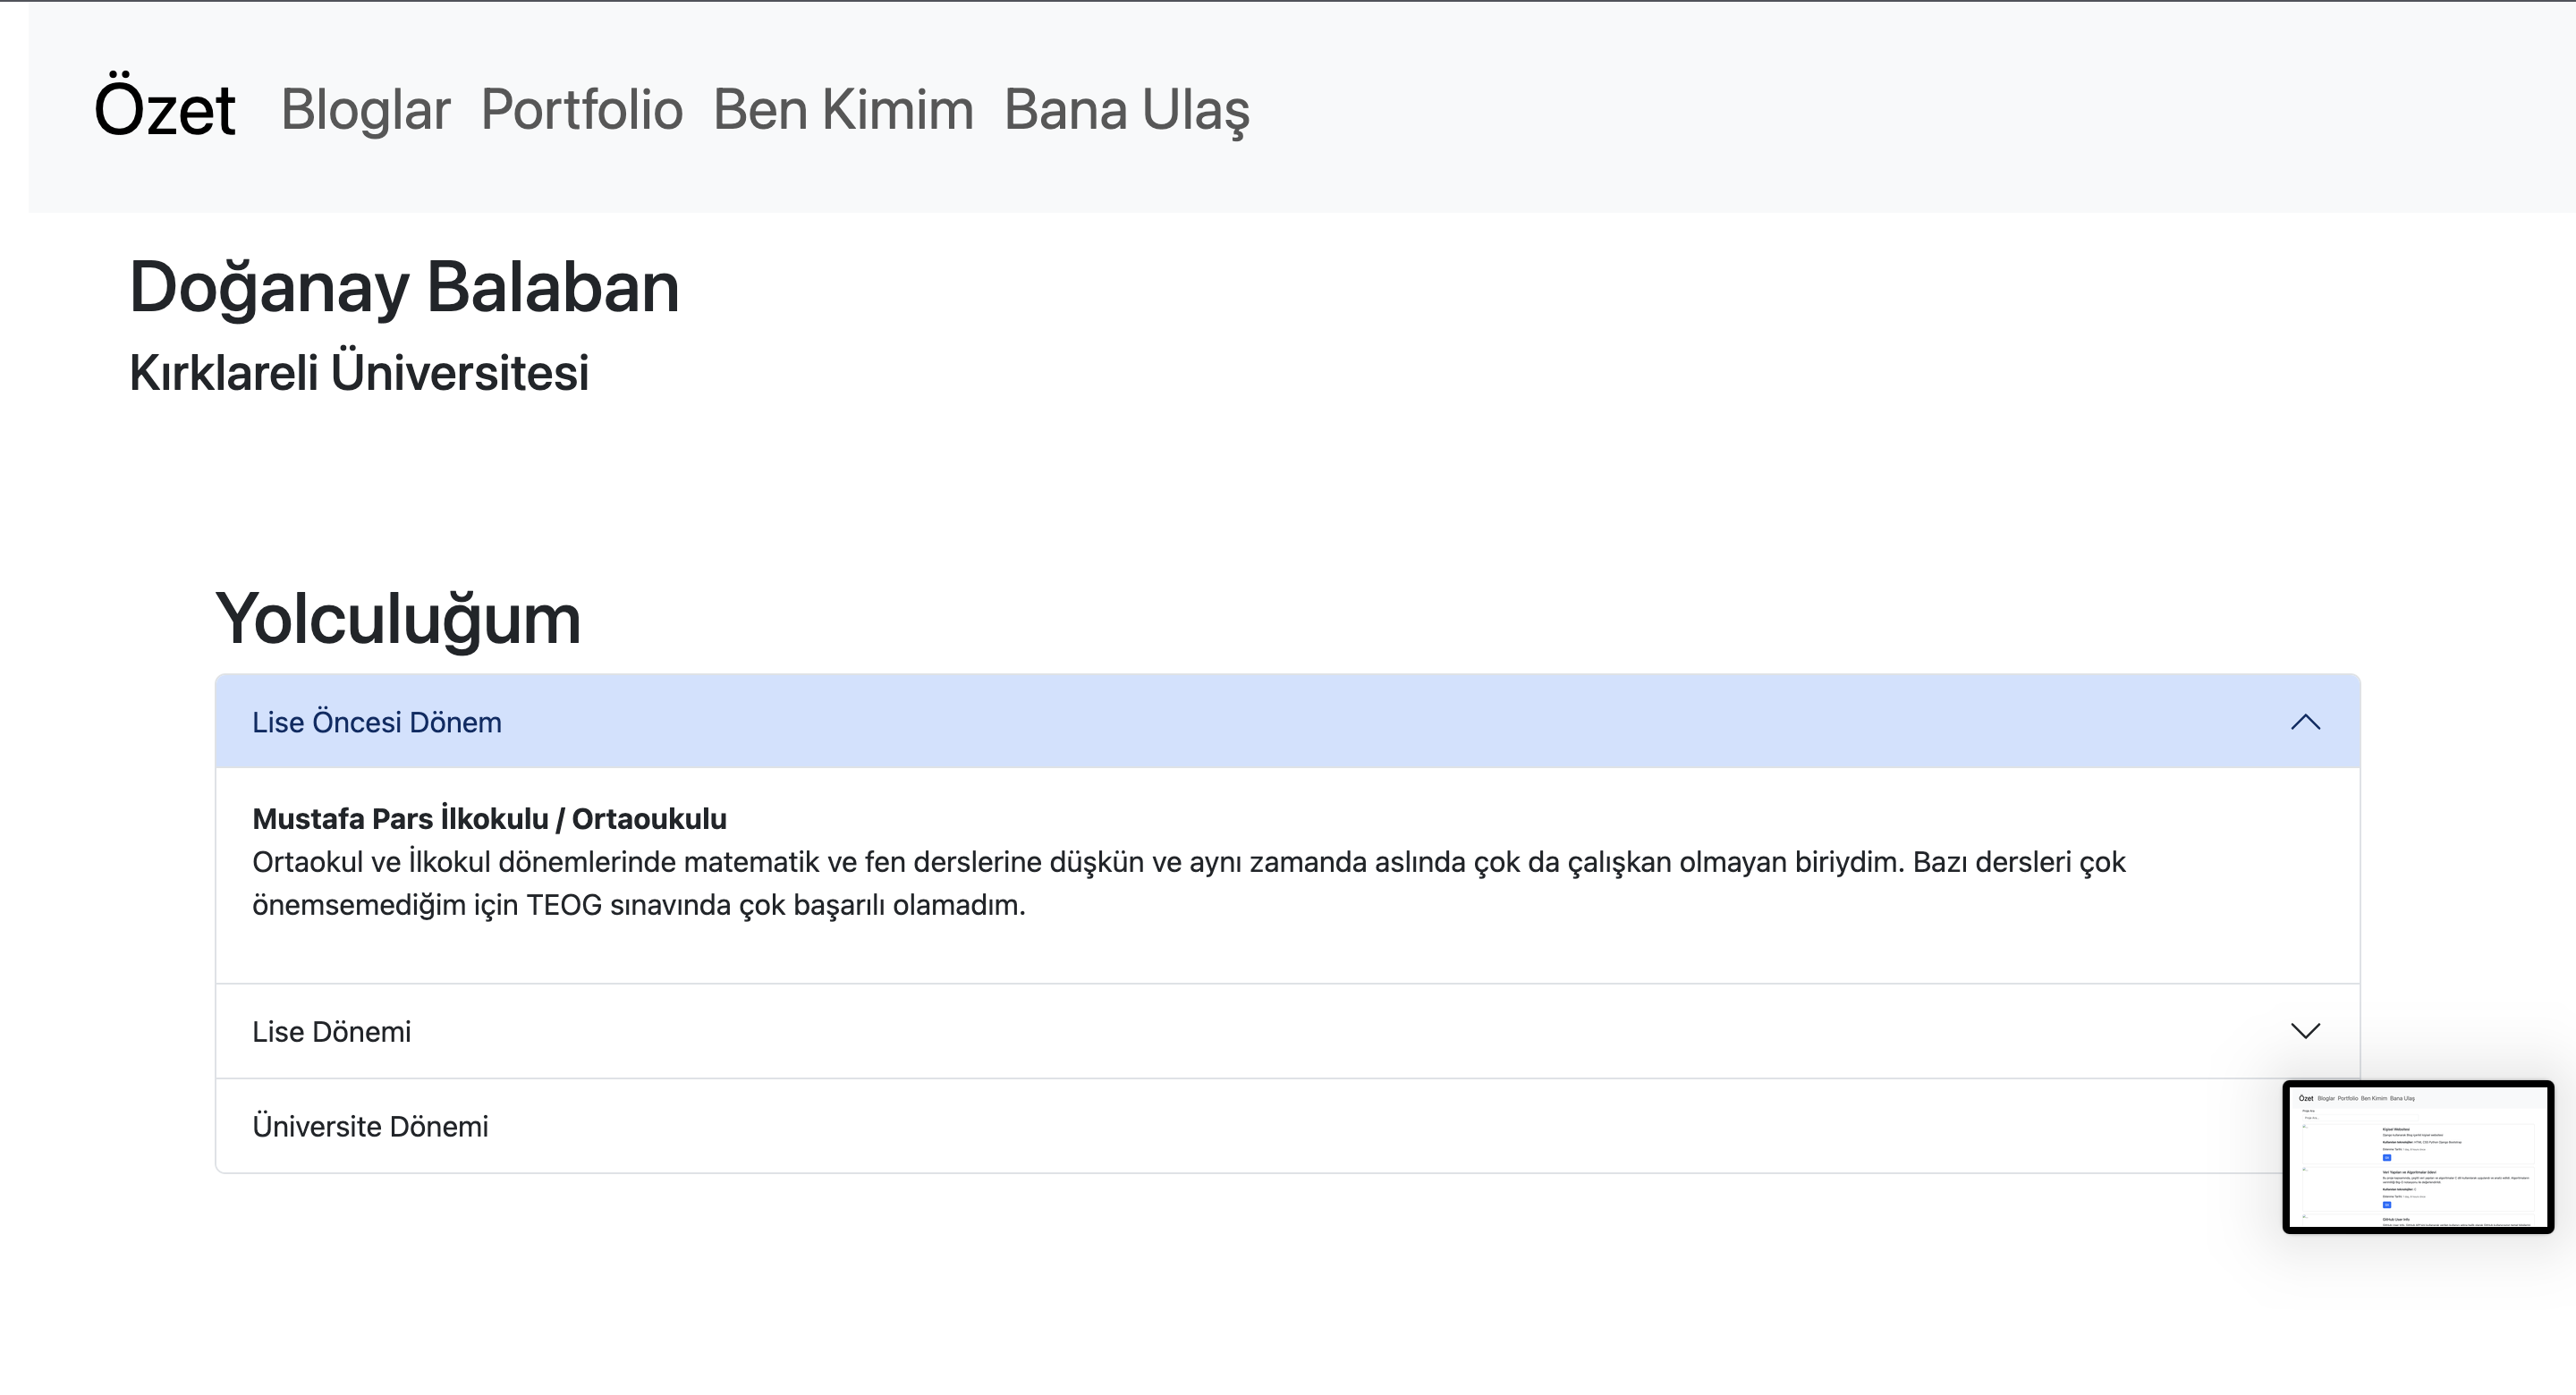 Özet Bloglar Portfolio Ben Kimim Bana Ulaş
Doğanay Balaban
Kırklareli Üniversitesi
Yolculuğum
Lise Öncesi Dönem
Mustafa Pars İlkokulu / Ortaoukulu
Ortaokul ve İlkokul dönemlerinde matematik ve fen derslerine düşkün ve aynı zamanda aslında çok da çalışkan olmayan biriydim. Bazı dersleri çok
önemsemediğim için TEOG sınavında çok başarılı olamadım.
Lise Dönemi
Üniversite Dönemi
Özet Bloglar Portfolio Ben Kimim Bana Ulaş